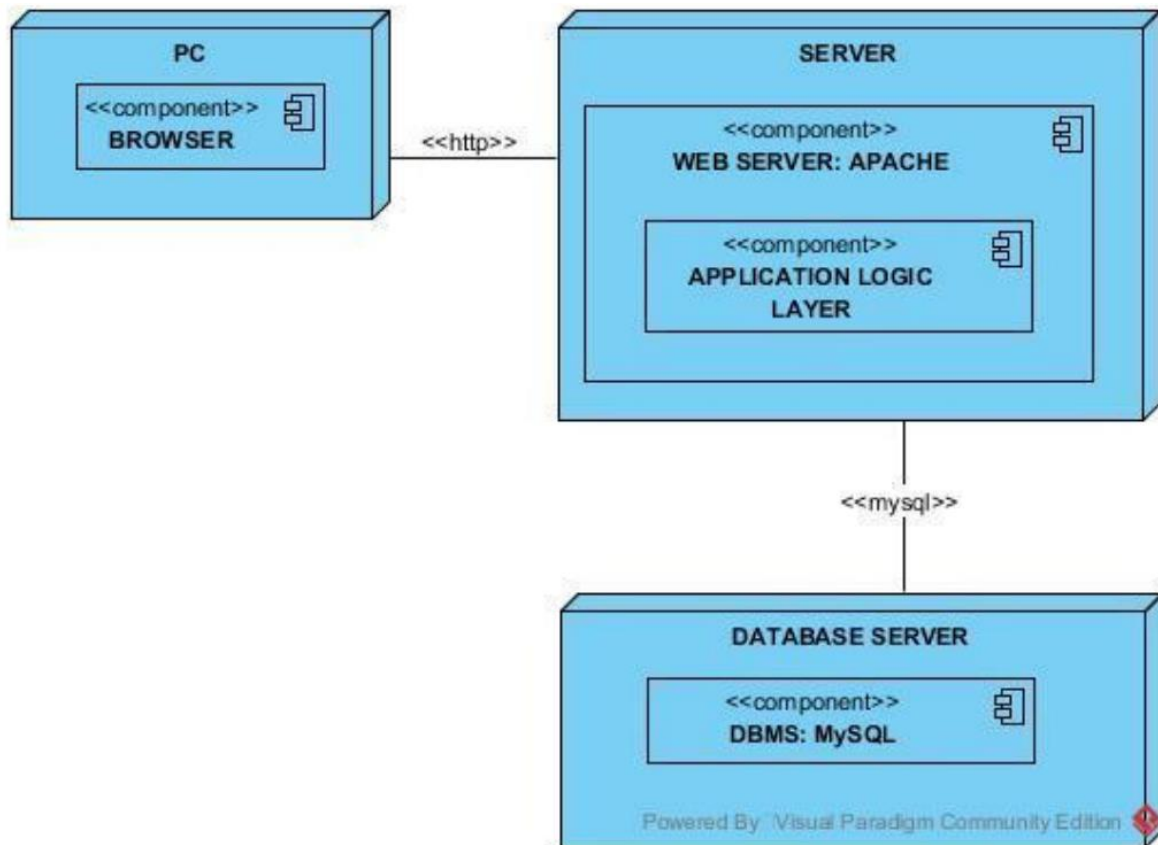 PC
<<component>>
BROWSER
<<http>>
SERVER
<<component>>
WEB SERVER: APACHE
<<component>>
APPLICATION LOGIC
LAYER
<<mysql>>
DATABASE SERVER
<<component>>
DBMS: MySQL
Powered By Visual Paradigm Community Edition